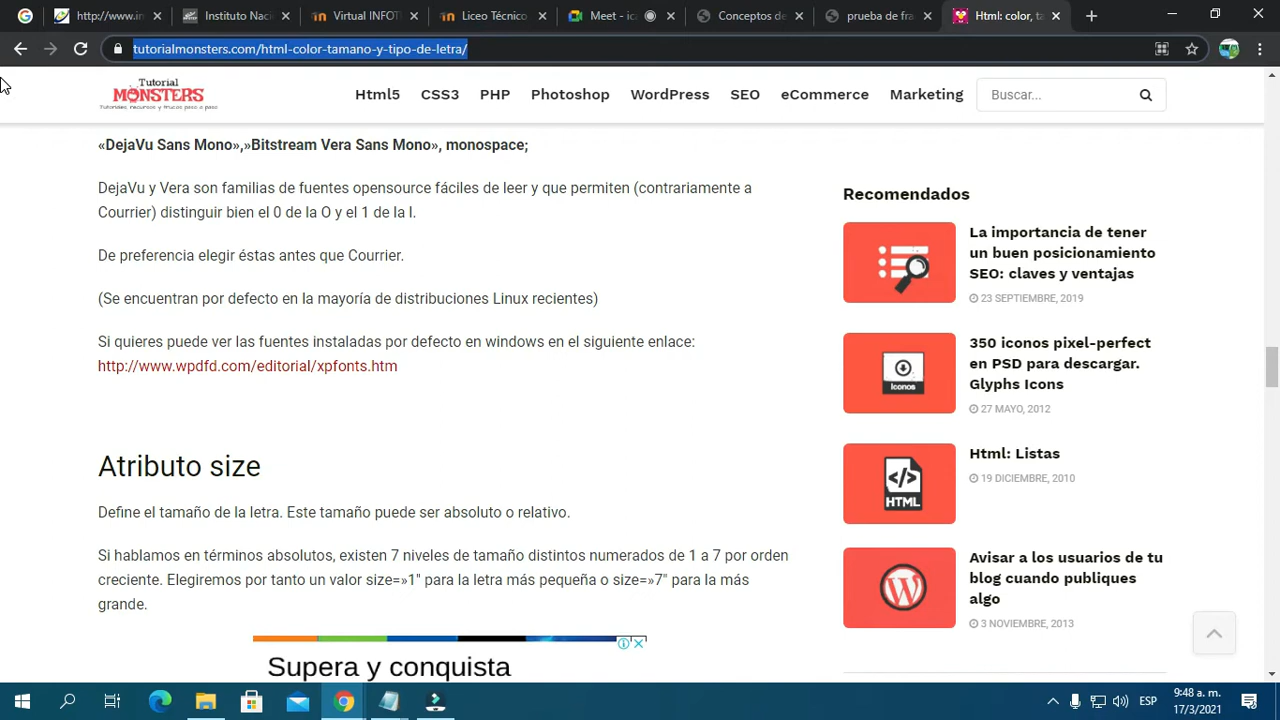 http://www.in
Instituto Nac
Virtual INFOT
Liceo Técnico
Meet - ic
Conceptos de
prueba de fra
Html: color, ta
tutorialmonsters.com/html-color-tamano-y-tipo-de-letra/
Tutorial
MONSTERS
Tutoriales, recursos y trucos paso a paso
Html5 CSS3 PHP Photoshop WordPress SEO eCommerce Marketing Buscar...
«DejaVu Sans Mono»,»Bitstream Vera Sans Mono», monospace;
DejaVu y Vera son familias de fuentes opensource fáciles de leer y que permiten (contrariamente a
Courrier) distinguir bien el 0 de la O y el 1 de la l.
De preferencia elegir éstas antes que Courrier.
(Se encuentran por defecto en la mayoría de distribuciones Linux recientes)
Si quieres puede ver las fuentes instaladas por defecto en windows en el siguiente enlace:
http://www.wpdfd.com/editorial/xpfonts.htm
Atributo size
Define el tamaño de la letra. Este tamaño puede ser absoluto o relativo.
Si hablamos en términos absolutos, existen 7 niveles de tamaño distintos numerados de 1 a 7 por orden
creciente. Elegiremos por tanto un valor size=»1" para la letra más pequeña o size=»7" para la más
grande.
Supera y conquista
Recomendados
La importancia de tener
un buen posicionamiento
SEO: claves y ventajas
23 SEPTIEMBRE, 2019
Iconos
350 iconos pixel-perfect
en PSD para descargar.
Glyphs Icons
27 MAYO, 2012
HTML
Html: Listas
19 DICIEMBRE, 2010
Avisar a los usuarios de tu
blog cuando publiques
algo
3 NOVIEMBRE, 2013
ESP
9:48 a. m.
17/3/2021